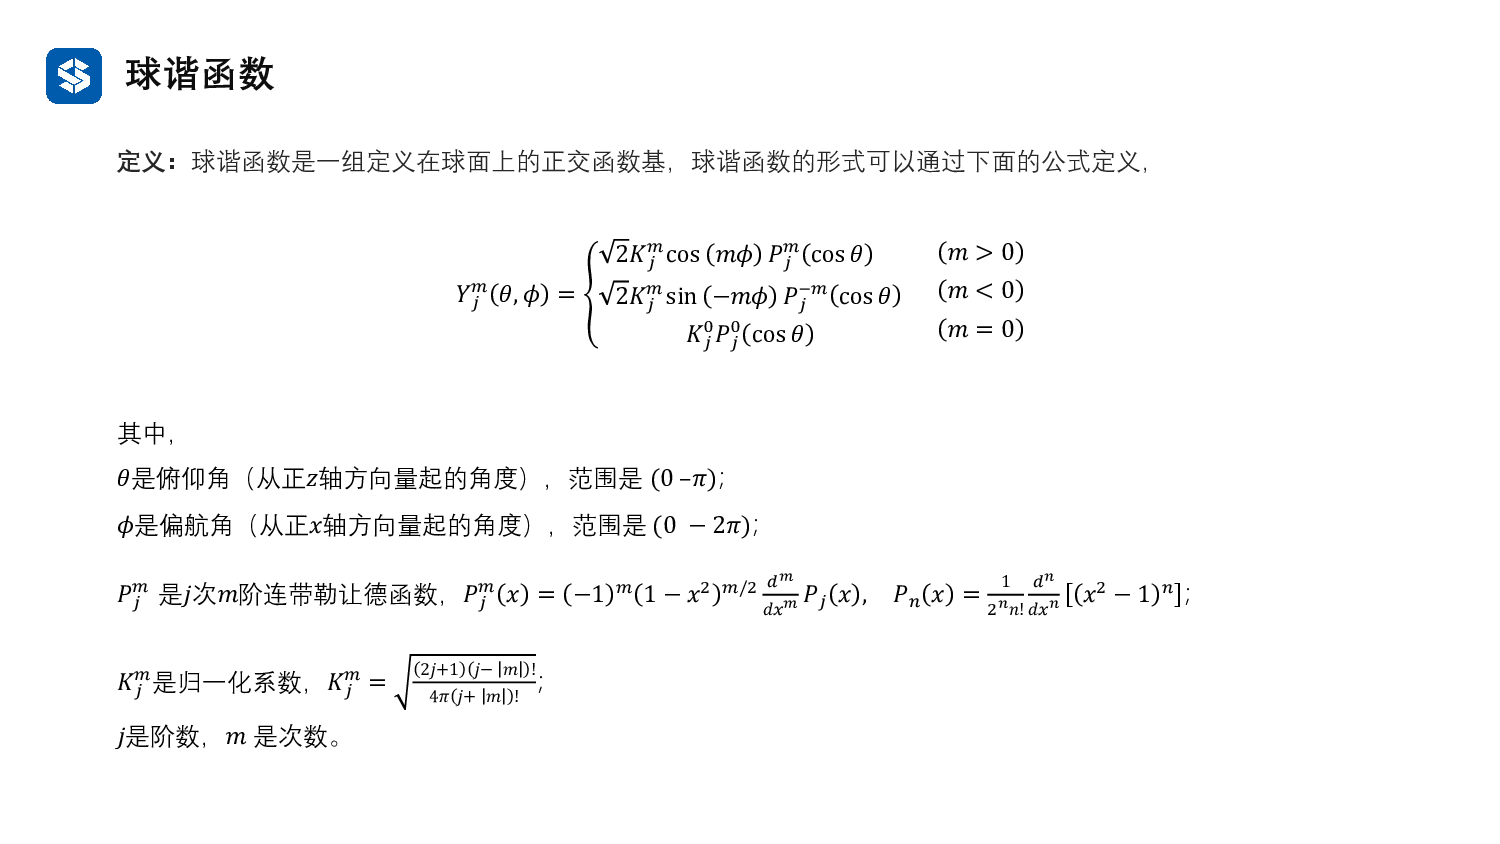 球谐函数
定义：球谐函数是一组定义在球面上的正交函数基，球谐函数的形式可以通过下面的公式定义，
$Y_j^m(\theta,\phi)=\begin{cases}\sqrt{2}K_j^m\cos(m\phi)P_j^m(\cos\theta) & (m>0)\\ \sqrt{2}K_j^m\sin(-m\phi)P_j^{-m}(\cos\theta) & (m<0)\\ K_j^0P_j^0(\cos\theta) & (m=0)\end{cases}$
其中，
$\theta$是俯仰角（从正$z$轴方向量起的角度），范围是 $(0 – \pi)$；
$\phi$是偏航角（从正$x$轴方向量起的角度），范围是 $(0 - 2\pi)$；
$P_j^m$ 是$j$次$m$阶连带勒让德函数，$P_j^m(x)=(-1)^m(1-x^2)^{m/2}\frac{d^m}{dx^m}P_j(x),\quad P_n(x)=\frac{1}{2^n n!}\frac{d^n}{dx^n}[(x^2-1)^n]$；
$K_j^m$是归一化系数，$K_j^m=\sqrt{\frac{(2j+1)(j-|m|)!}{4\pi(j+|m|)!}}$；
$j$是阶数，$m$ 是次数。